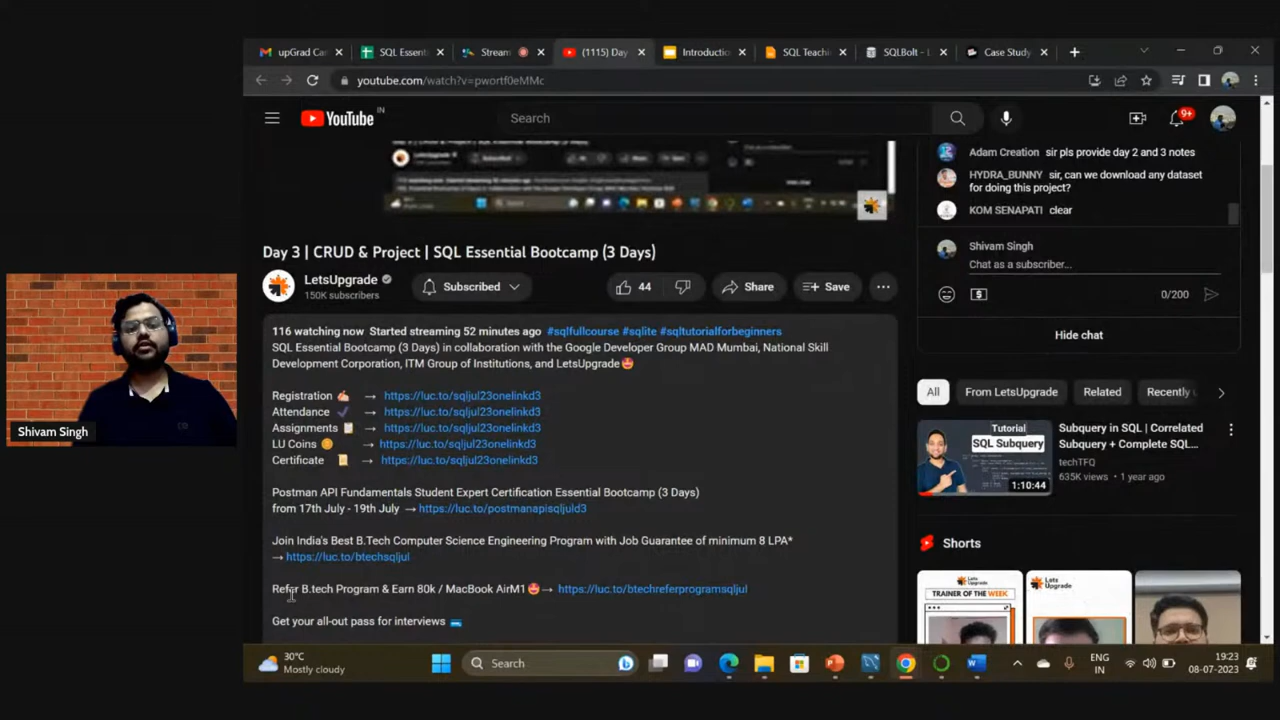 upGrad Ca
SQL Essent
Stream
(1115) Day
Introductio
SQL Teachi
SQLBolt - L
Case Study
youtube.com/watch?v=pwortf0eMMc
YouTube
IN
Search
9+
Adam Creation sir pls provide day 2 and 3 notes
HYDRA_BUNNY sir, can we download any dataset
for doing this project?
KOM SENAPATI clear
Shivam Singh
Chat as a subscriber...
0/200
Hide chat
Day 3 | CRUD & Project | SQL Essential Bootcamp (3 Days)
LetsUpgrade
150K subscribers
Subscribed
44
Share
Save
116 watching now Started streaming 52 minutes ago #sqlfullcourse #sqlite #sqltutorialforbeginners
SQL Essential Bootcamp (3 Days) in collaboration with the Google Developer Group MAD Mumbai, National Skill
Development Corporation, ITM Group of Institutions, and LetsUpgrade🤩
Registration ✍🏻 → https://luc.to/sqljul23onelinkd3
Attendance ✔️ → https://luc.to/sqljul23onelinkd3
Assignments 📋 → https://luc.to/sqljul23onelinkd3
LU Coins 🪙 → https://luc.to/sqljul23onelinkd3
Certificate 📜 → https://luc.to/sqljul23onelinkd3
Postman API Fundamentals Student Expert Certification Essential Bootcamp (3 Days)
from 17th July - 19th July → https://luc.to/postmanapisqljuld3
Join India's Best B.Tech Computer Science Engineering Program with Job Guarantee of minimum 8 LPA*
→ https://luc.to/btechsqljul
Refer B.tech Program & Earn 80k / MacBook AirM1🤩→ https://luc.to/btechreferprogramsqljul
Get your all-out pass for interviews
All
From LetsUpgrade
Related
Recently
Tutorial
SQL Subquery
1:10:44
Subquery in SQL | Correlated
Subquery + Complete SQL...
techTFQ
635K views • 1 year ago
Shorts
LetsUpgrade
TRAINER OF THE WEEK
Lets
Upgrade
Shivam Singh
30°C
Mostly cloudy
Search
ENG
IN
19:23
08-07-2023